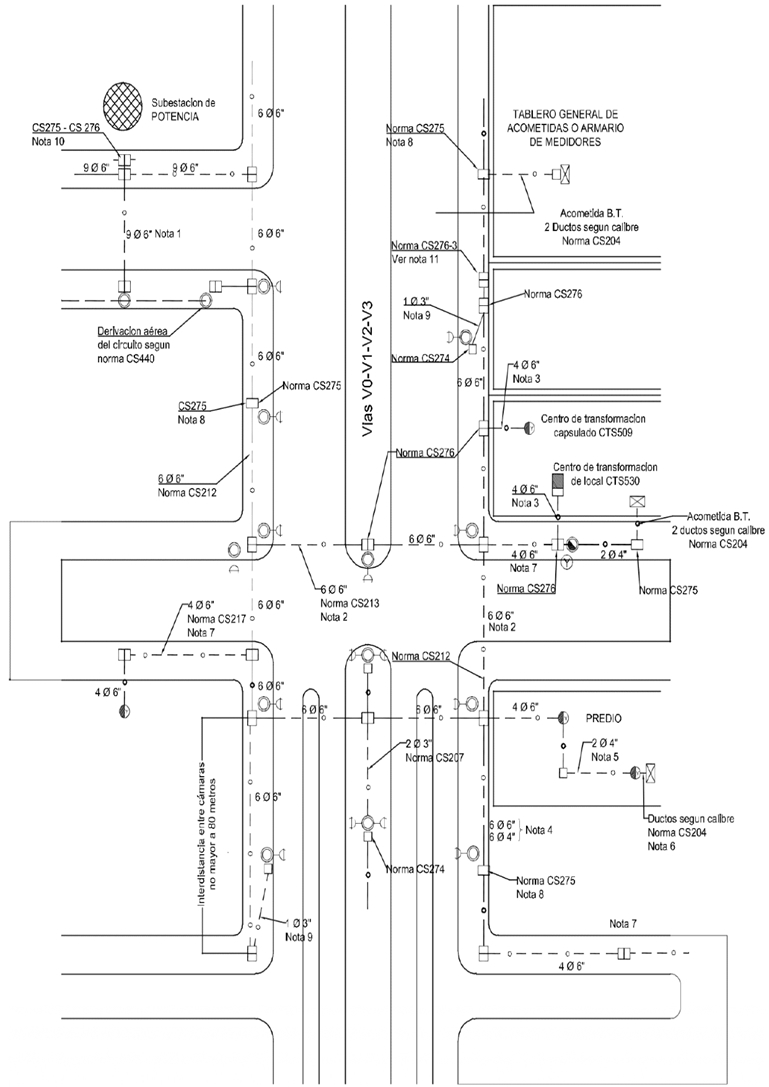 Subestacion de
POTENCIA
6 Ø 6"
CS275 - CS 276
Nota 10
9 Ø 6"
9 Ø 6"
9 Ø 6" Nota 1
6 Ø 6"
Derivacion aérea
del circuito segun
norma CS440
6 Ø 6"
Norma CS275
CS275
Nota 8
6 Ø 6"
Norma CS212
Vias V0-V1-V2-V3
Norma CS275
Nota 8
TABLERO GENERAL DE
ACOMETIDAS O ARMARIO
DE MEDIDORES
Acometida B.T.
2 Ductos segun calibre
Norma CS204
Norma CS276-3
Ver nota 11
Norma CS276
1 Ø 3"
Nota 9
Norma CS274
6 Ø 6"
4 Ø 6"
Nota 3
Centro de transformacion
capsulado CTS509
Norma CS276
Centro de transformacion
de local CTS530
4 Ø 6"
Nota 3
Acometida B.T.
2 ductos segun calibre
Norma CS204
6 Ø 6"
6 Ø 6"
4 Ø 6"
Nota 7
2 Ø 4"
Norma CS276
Norma CS275
6 Ø 6"
Norma CS213
Nota 2
6 Ø 6"
4 Ø 6"
Norma CS217
Nota 7
6 Ø 6"
Nota 2
Norma CS212
4 Ø 6"
6 Ø 6"
6 Ø 6"
6 Ø 6"
4 Ø 6"
PREDIO
2 Ø 3"
Norma CS207
2 Ø 4"
Nota 5
Interdistancia entre cámaras
no mayor a 80 metros
6 Ø 6"
6 Ø 6"
6 Ø 4"
Nota 4
Ductos segun calibre
Norma CS204
Nota 6
Norma CS274
Norma CS275
Nota 8
1 Ø 3"
Nota 9
Nota 7
4 Ø 6"